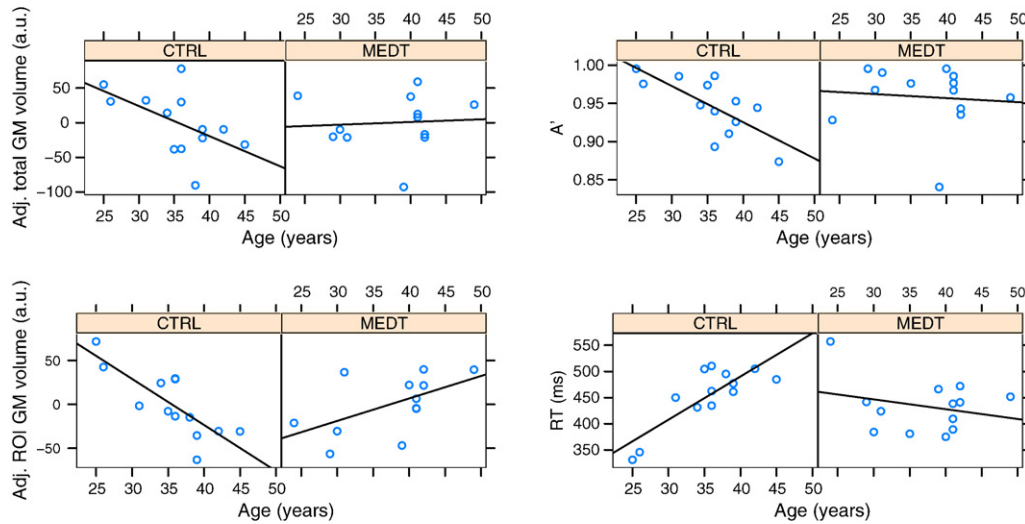 25 30 35 40 45 50
25 30 35 40 45 50
CTRL MEDT
CTRL MEDT
Adj. total GM volume (a.u.)
50
0
−50
−100
A'
1.00
0.95
0.90
0.85
25 30 35 40 45 50
25 30 35 40 45 50
Age (years)
Age (years)
25 30 35 40 45 50
25 30 35 40 45 50
CTRL MEDT
CTRL MEDT
Adj. ROI GM volume (a.u.)
50
0
−50
RT (ms)
550
500
450
400
350
25 30 35 40 45 50
25 30 35 40 45 50
Age (years)
Age (years)